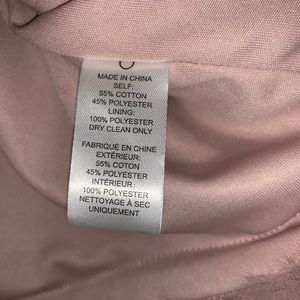 MADE IN CHINA
SELF:
55% COTTON
45% POLYESTER
LINING:
100% POLYESTER
DRY CLEAN ONLY
FABRIQUÉ EN CHINE
EXTÉRIEUR:
55% COTON
45% POLYESTER
INTÉRIEUR:
100% POLYESTER
NETTOYAGE À SEC
UNIQUEMENT